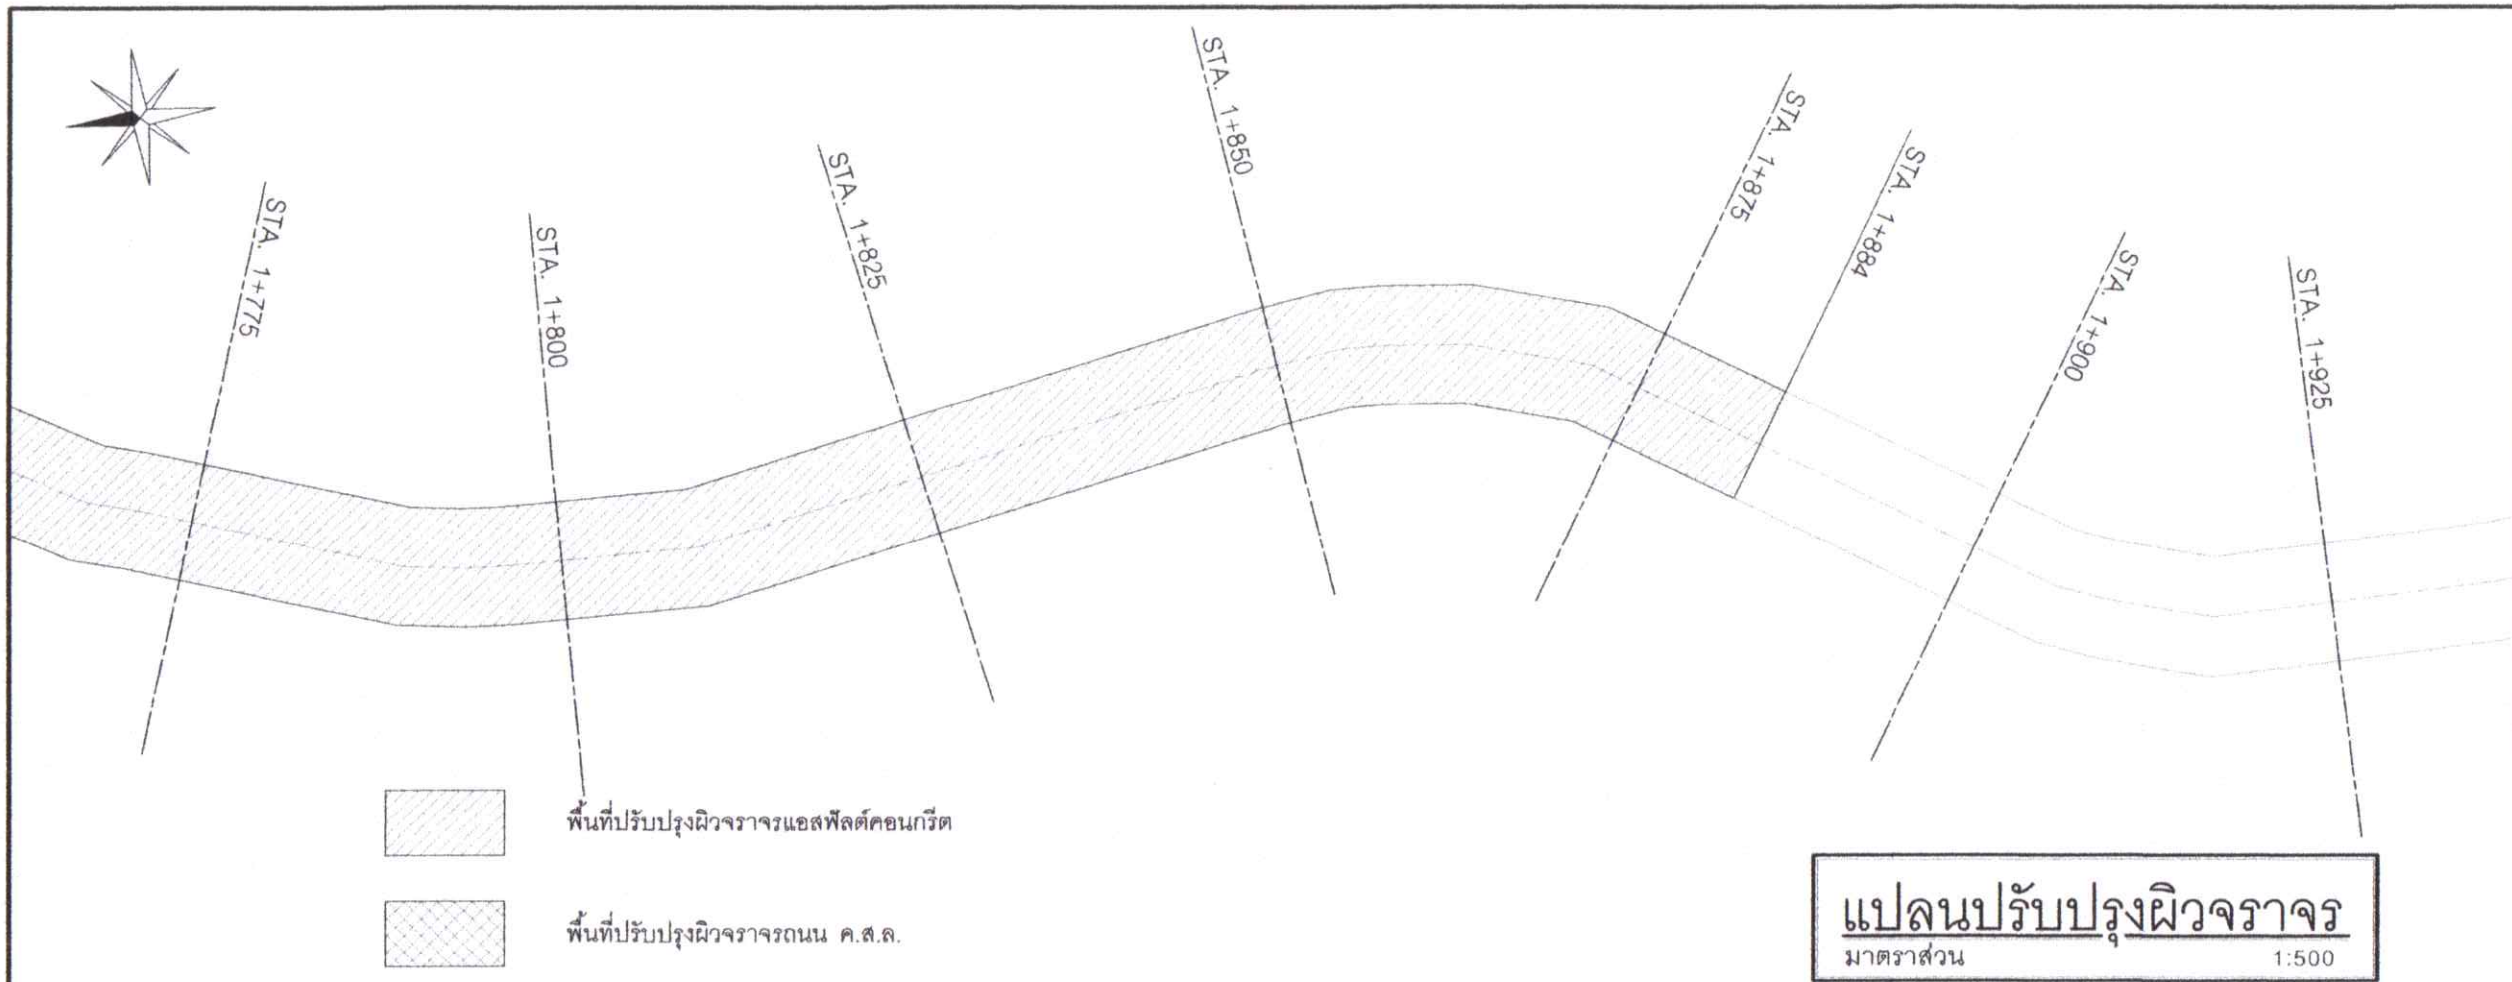 STA. 1+775
STA. 1+800
STA. 1+825
STA. 1+850
STA. 1+875
STA. 1+884
STA. 1+900
STA. 1+925
พื้นที่ปรับปรุงผิวจราจรแอสฟัลต์คอนกรีต
พื้นที่ปรับปรุงผิวจราจรถนน ค.ส.ล.
แปลนปรับปรุงผิวจราจร
มาตราส่วน 1:500